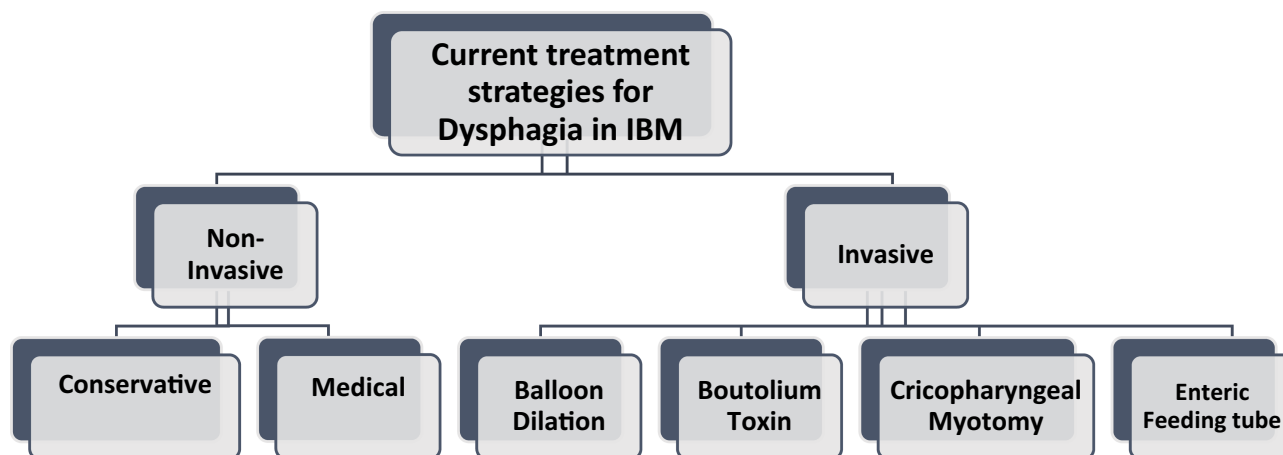 Current treatment
strategies for
Dysphagia in IBM
Non-
Invasive
Invasive
Conservative
Medical
Balloon
Dilation
Boutolium
Toxin
Cricopharyngeal
Myotomy
Enteric
Feeding tube